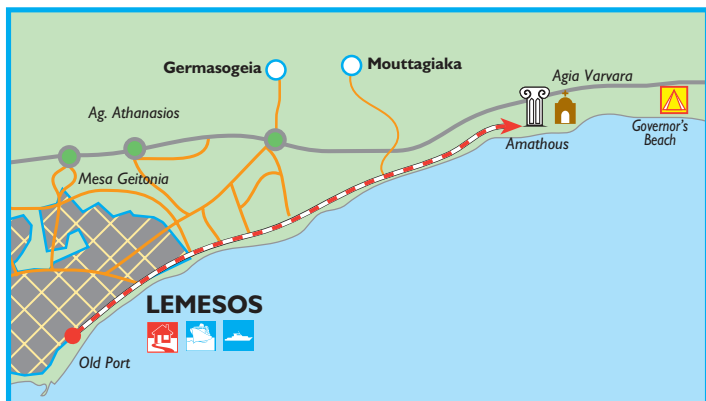 Germasogeia
Mouttagiaka
Agia Varvara
Ag. Athanasios
Governor's
Beach
Amathous
Mesa Geitonia
LEMESOS
Old Port